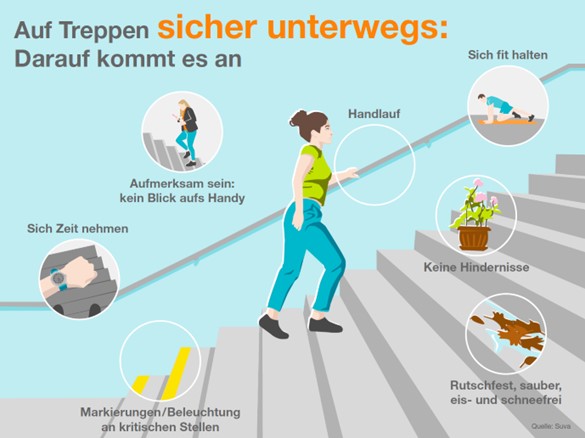 Auf Treppen sicher unterwegs:
Darauf kommt es an
Sich fit halten
Handlauf
Aufmerksam sein:
kein Blick aufs Handy
Sich Zeit nehmen
Keine Hindernisse
Rutschfest, sauber,
eis- und schneefrei
Markierungen/Beleuchtung
an kritischen Stellen
Quelle: Suva